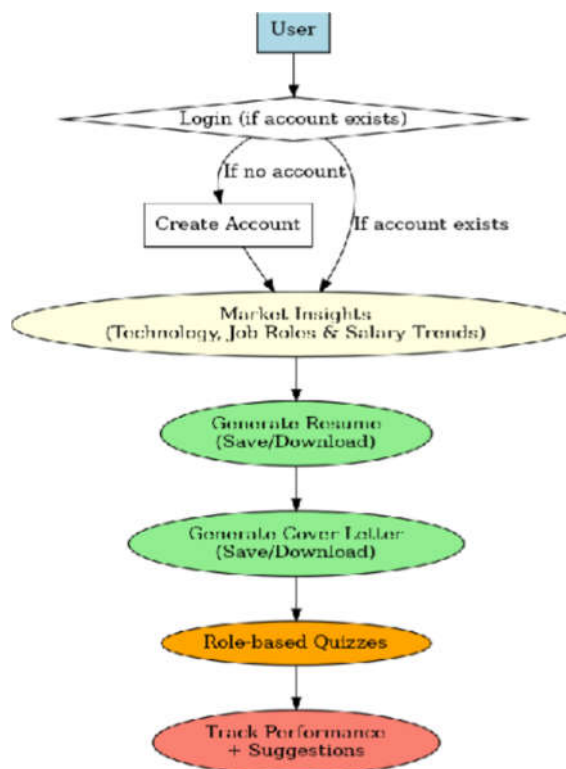 User
Login (if account exists)
If no account
Create Account
If account exists
Market Insights
(Technology, Job Roles & Salary Trends)
Generate Resume
(Save/Download)
Generate Cover Letter
(Save/Download)
Role-based Quizzes
Track Performance
+ Suggestions